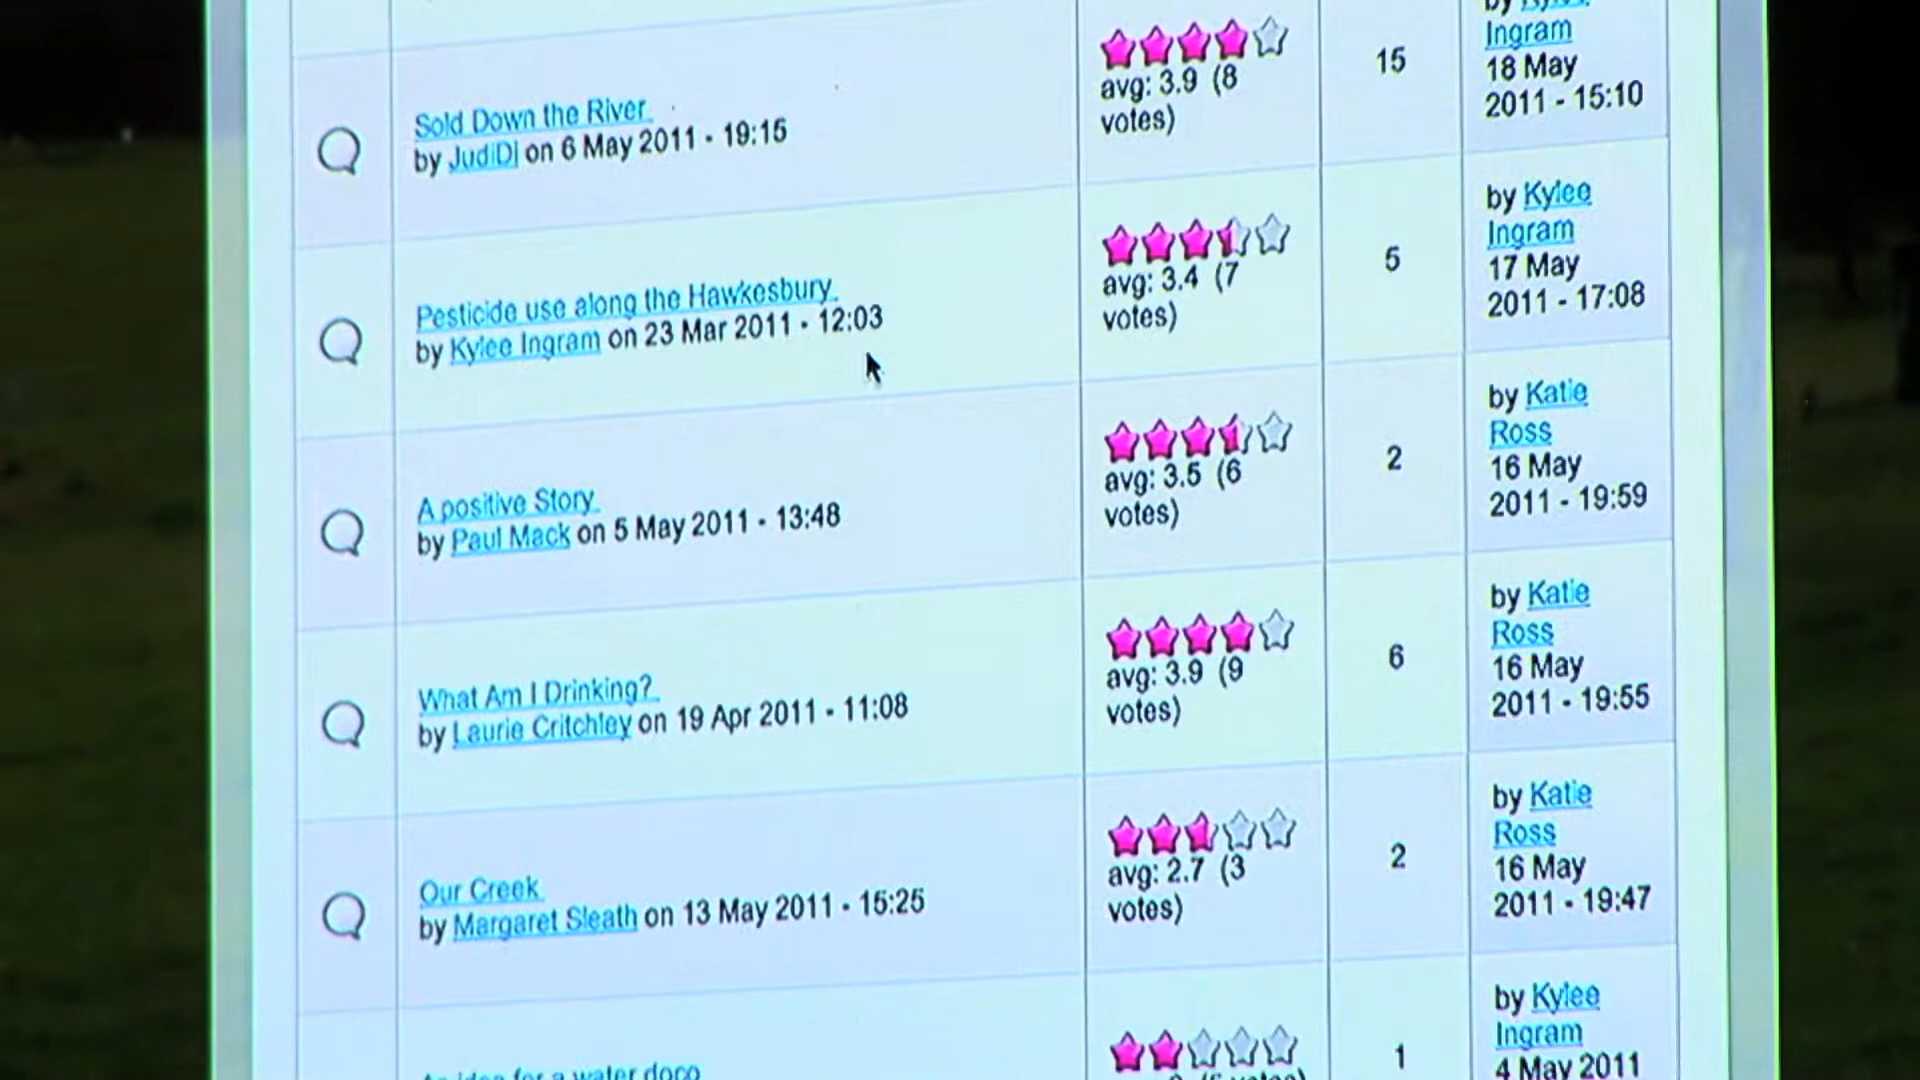 by
Ingram
18 May
2011 - 15:10
Sold Down the River
by JudiDj on 6 May 2011 - 19:15
avg: 3.9 (8
votes)
15
Pesticide use along the Hawkesbury
by Kylee Ingram on 23 Mar 2011 - 12:03
avg: 3.4 (7
votes)
5
by Kylee
Ingram
17 May
2011 - 17:08
A positive Story
by Paul Mack on 5 May 2011 - 13:48
avg: 3.5 (6
votes)
2
by Katie
Ross
16 May
2011 - 19:59
What Am I Drinking?
by Laurie Critchley on 19 Apr 2011 - 11:08
avg: 3.9 (9
votes)
6
by Katie
Ross
16 May
2011 - 19:55
Our Creek
by Margaret Sleath on 13 May 2011 - 15:25
avg: 2.7 (3
votes)
2
by Katie
Ross
16 May
2011 - 19:47
for a water doco
1
by Kylee
Ingram
4 May 2011